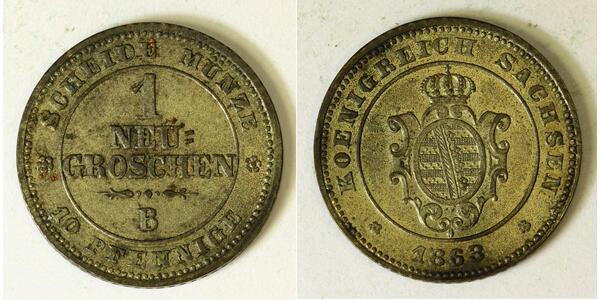 SCHEIDE MÜNZE
1
NEU=
GROSCHEN
B
10 PFENNIGE
KOENIGREICH SACHSEN
1863